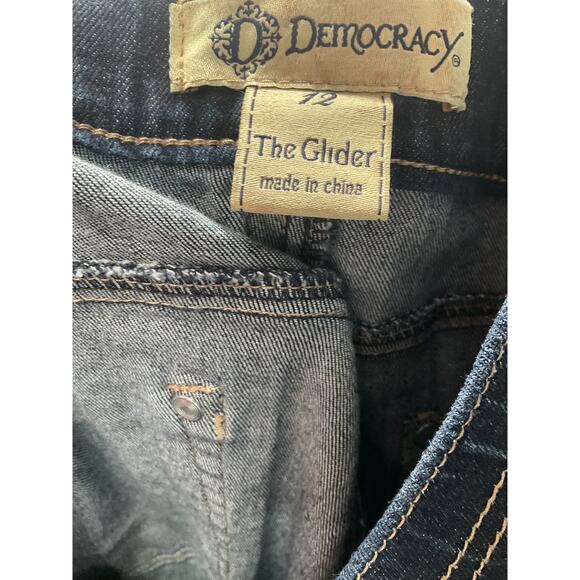 D DEMOCRACY®
12
The Glider
made in china